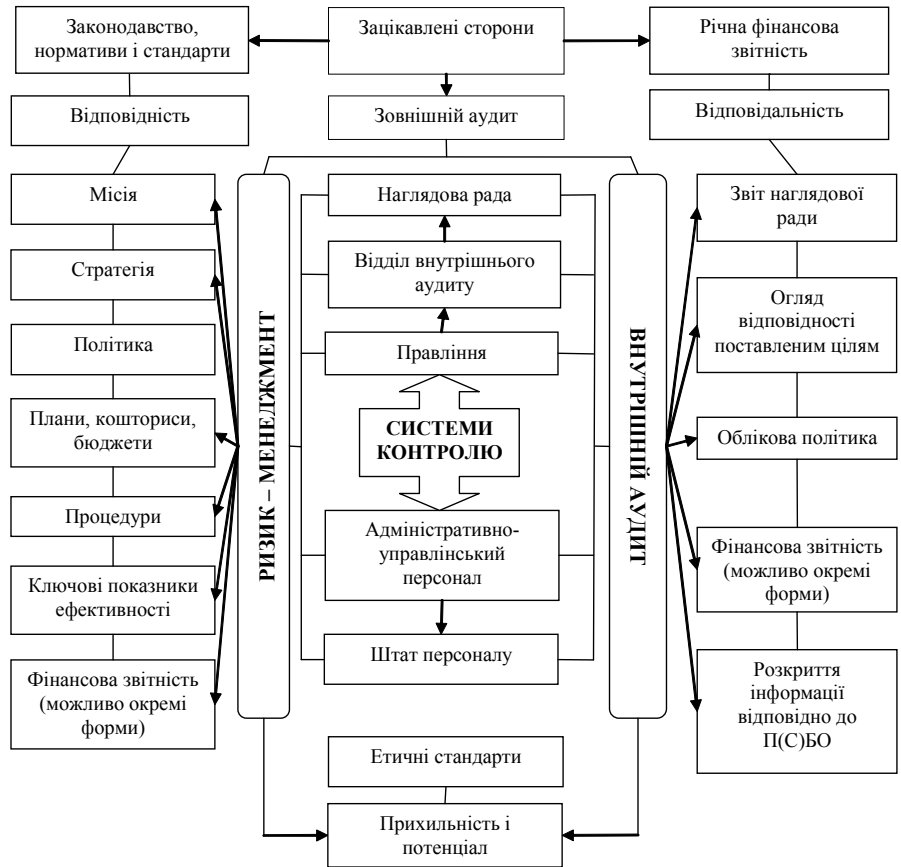 Законодавство,
нормативи і стандарти
Зацікавлені сторони
Річна фінансова
звітність
Відповідність
Зовнішній аудит
Відповідальність
Місія
Стратегія
Політика
Плани, кошториси,
бюджети
Процедури
Ключові показники
ефективності
Фінансова звітність
(можливо окремі
форми)
РИЗИК – МЕНЕДЖМЕНТ
Наглядова рада
Відділ внутрішнього
аудиту
Правління
СИСТЕМИ
КОНТРОЛЮ
Адміністративно-
управлінський
персонал
Штат персоналу
ВНУТРІШНІЙ АУДИТ
Звіт наглядової
ради
Огляд
відповідності
поставленим цілям
Облікова політика
Фінансова звітність
(можливо окремі
форми)
Розкриття
інформації
відповідно до
П(С)БО
Етичні стандарти
Прихильність і
потенціал